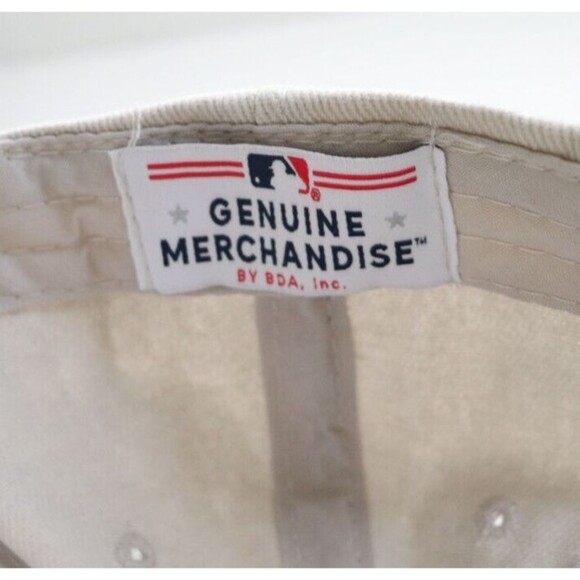 GENUINE
MERCHANDISE™
BY BDA, Inc.